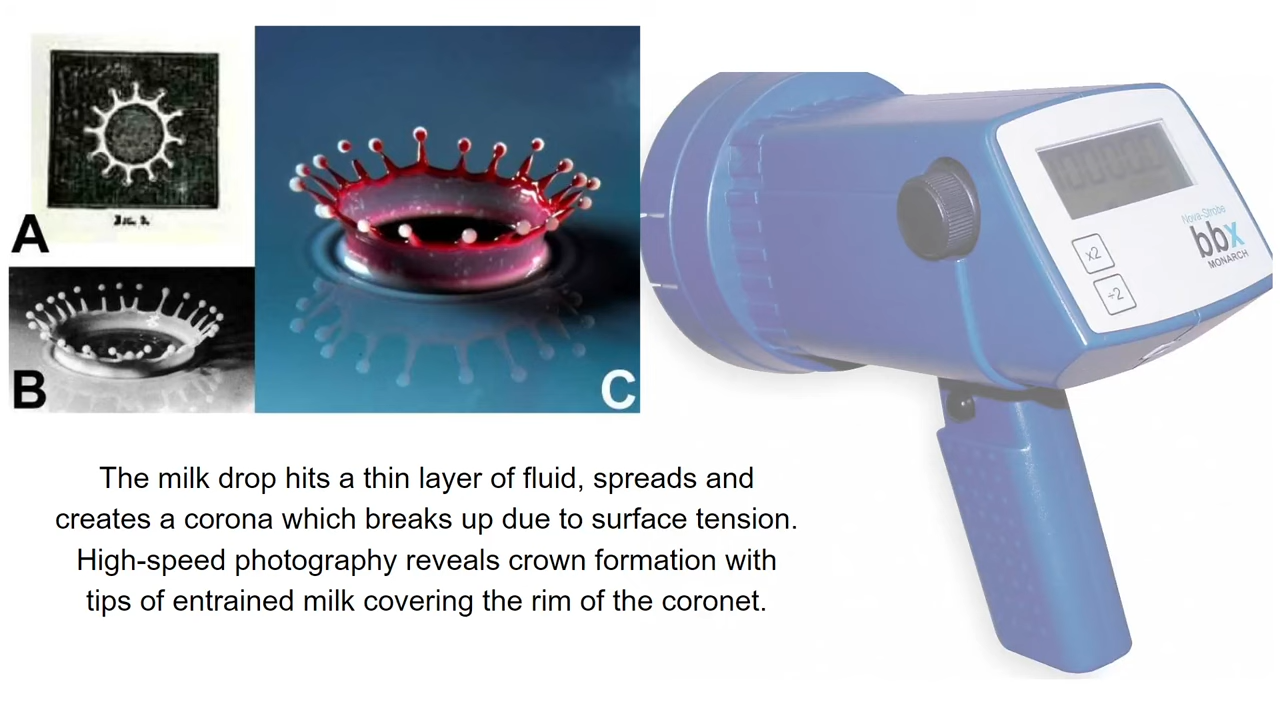 A
B
C
The milk drop hits a thin layer of fluid, spreads and
creates a corona which breaks up due to surface tension.
High-speed photography reveals crown formation with
tips of entrained milk covering the rim of the coronet.
Nova-Strobe
bbx
MONARCH
x2
÷2